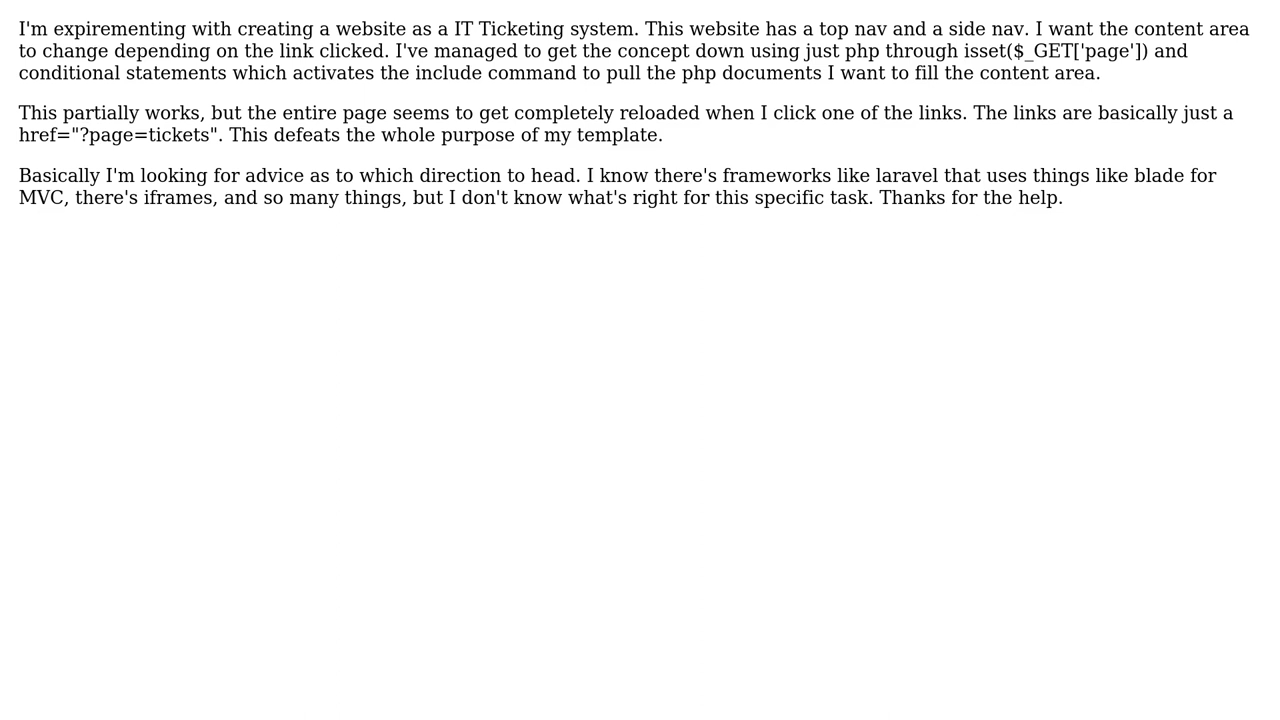 I'm expirementing with creating a website as a IT Ticketing system. This website has a top nav and a side nav. I want the content area
to change depending on the link clicked. I've managed to get the concept down using just php through isset($_GET['page']) and
conditional statements which activates the include command to pull the php documents I want to fill the content area.
This partially works, but the entire page seems to get completely reloaded when I click one of the links. The links are basically just a
href="?page=tickets". This defeats the whole purpose of my template.
Basically I'm looking for advice as to which direction to head. I know there's frameworks like laravel that uses things like blade for
MVC, there's iframes, and so many things, but I don't know what's right for this specific task. Thanks for the help.